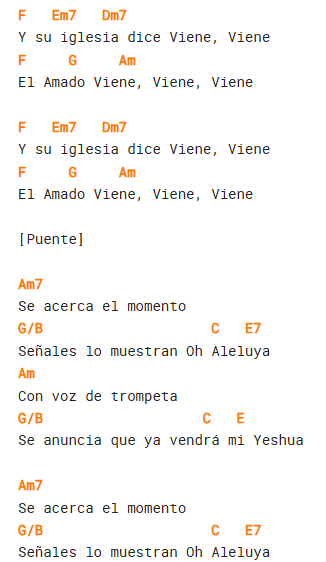 F   Em7   Dm7
Y su iglesia dice Viene, Viene
F     G     Am
El Amado Viene, Viene, Viene

F   Em7   Dm7
Y su iglesia dice Viene, Viene
F     G     Am
El Amado Viene, Viene, Viene

[Puente]

Am7
Se acerca el momento
G/B                    C   E7
Señales lo muestran Oh Aleluya
Am
Con voz de trompeta
G/B                   C   E
Se anuncia que ya vendrá mi Yeshua

Am7
Se acerca el momento
G/B                    C   E7
Señales lo muestran Oh Aleluya